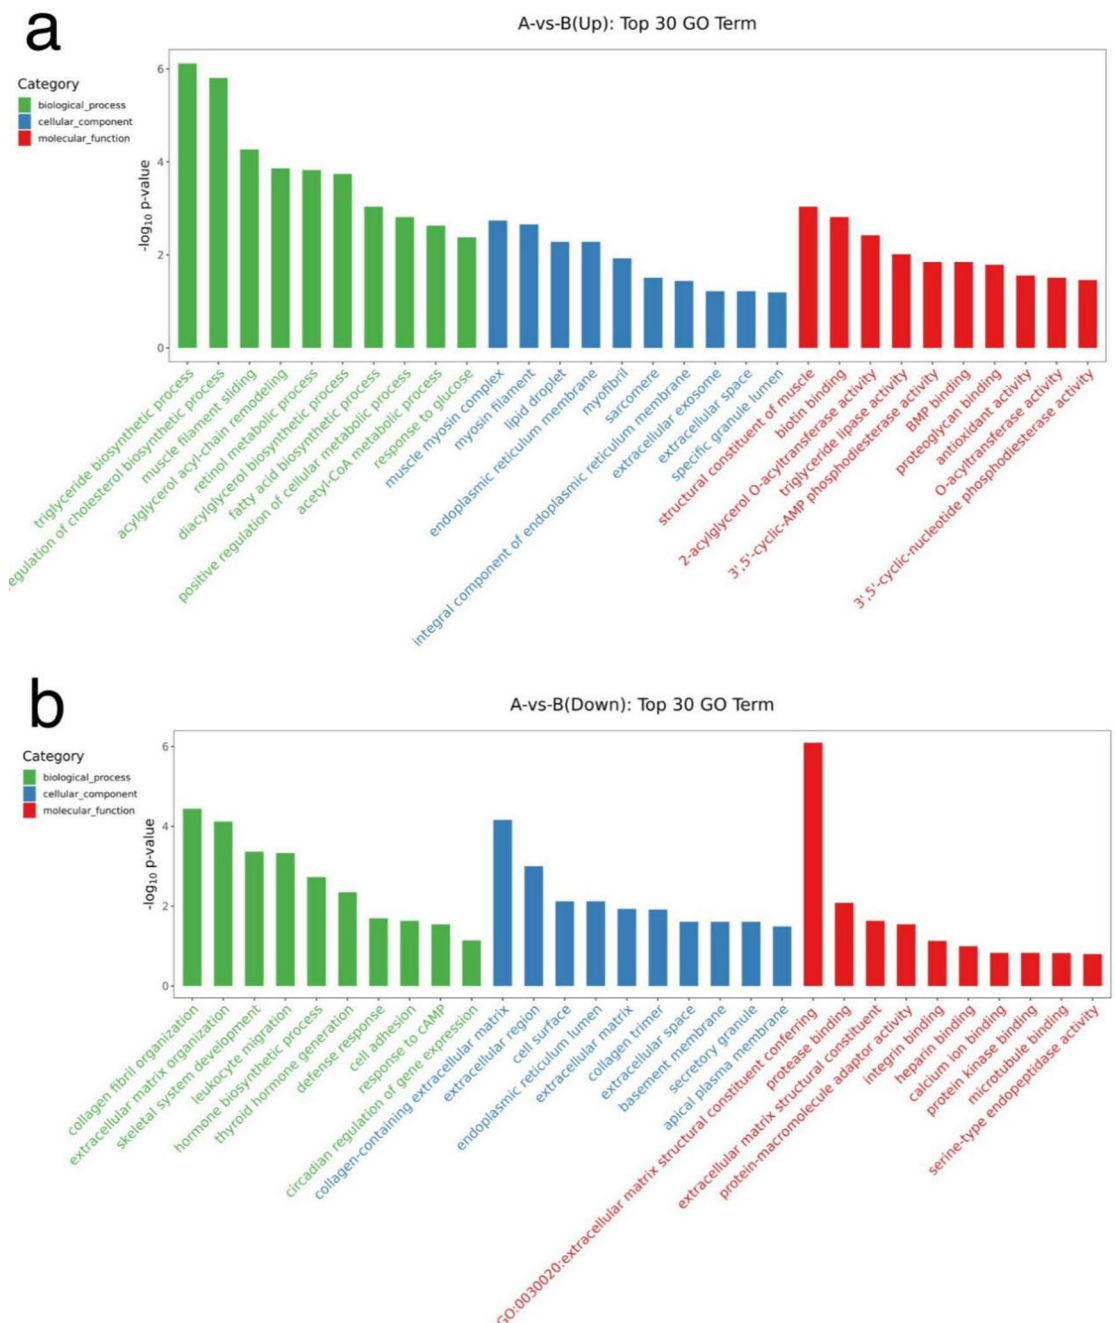 a
A-vs-B(Up): Top 30 GO Term
Category
biological_process
cellular_component
molecular_function
-log10 p-value
6
4
2
0
triglyceride biosynthetic process
egulation of cholesterol biosynthetic process
muscle filament sliding
acylglycerol acyl-chain remodeling
retinol metabolic process
diacylglycerol biosynthetic process
fatty acid biosynthetic process
positive regulation of cellular metabolic process
acetyl-CoA metabolic process
response to glucose
muscle myosin complex
myosin filament
lipid droplet
endoplasmic reticulum membrane
myofibril
sarcomere
integral component of endoplasmic reticulum membrane
extracellular exosome
extracellular space
specific granule lumen
structural constituent of muscle
biotin binding
2-acylglycerol O-acyltransferase activity
triglyceride lipase activity
3',5'-cyclic-AMP phosphodiesterase activity
BMP binding
proteoglycan binding
antioxidant activity
O-acyltransferase activity
3',5'-cyclic-nucleotide phosphodiesterase activity
b
A-vs-B(Down): Top 30 GO Term
Category
biological_process
cellular_component
molecular_function
-log10 p-value
6
4
2
0
collagen fibril organization
extracellular matrix organization
skeletal system development
leukocyte migration
hormone biosynthetic process
thyroid hormone generation
defense response
cell adhesion
response to cAMP
circadian regulation of gene expression
collagen-containing extracellular matrix
extracellular region
cell surface
endoplasmic reticulum lumen
extracellular matrix
collagen trimer
extracellular space
basement membrane
secretory granule
apical plasma membrane
GO:0030020:extracellular matrix structural constituent conferring
protease binding
extracellular matrix structural constituent
protein-macromolecule adaptor activity
integrin binding
heparin binding
calcium ion binding
protein kinase binding
microtubule binding
serine-type endopeptidase activity